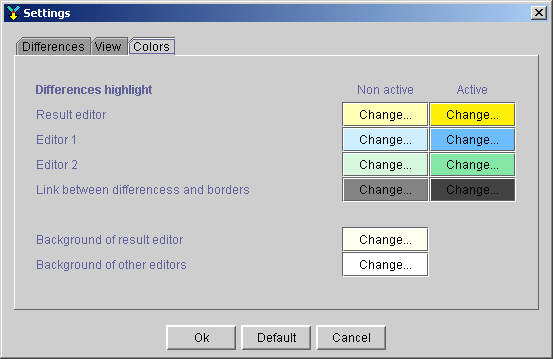 Settings
Differences View Colors
Differences highlight Non active Active
Result editor Change... Change...
Editor 1 Change... Change...
Editor 2 Change... Change...
Link between differencess and borders Change... Change...
Background of result editor Change...
Background of other editors Change...
Ok Default Cancel